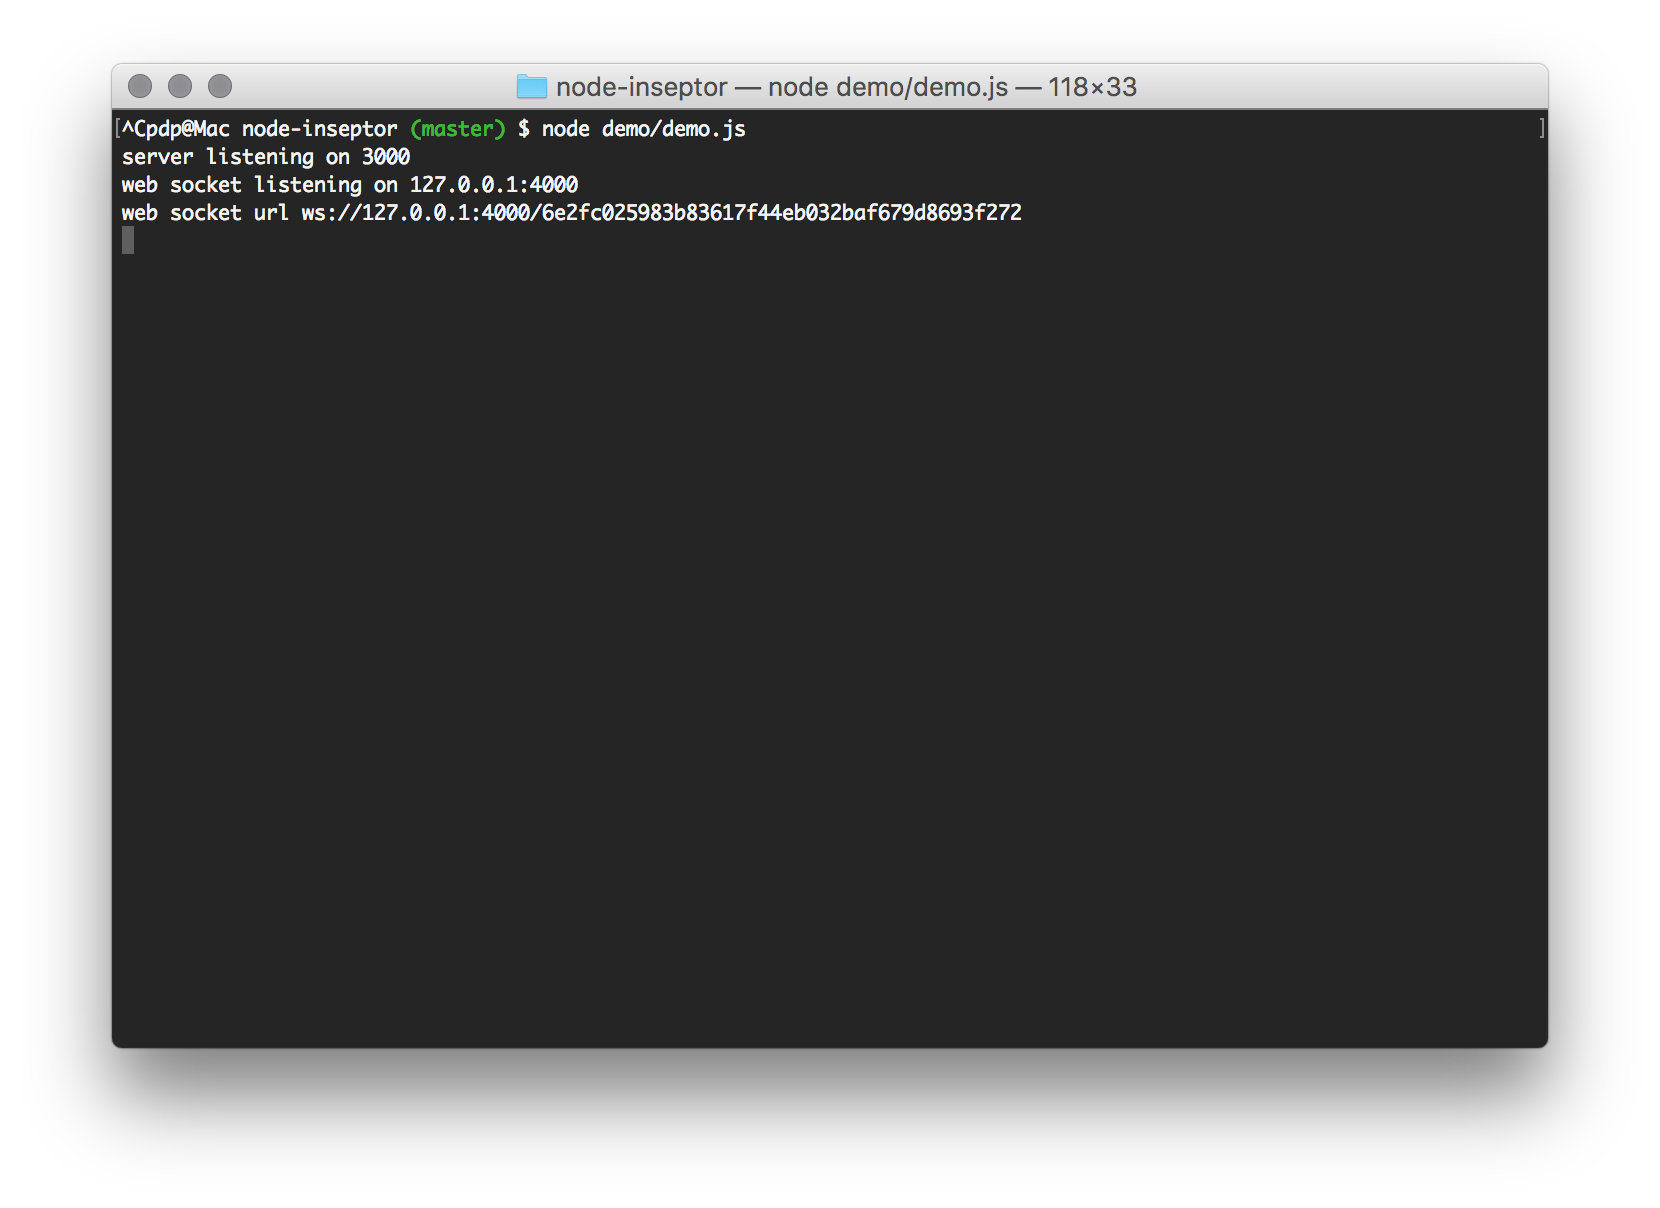 node-inseptor — node demo/demo.js — 118×33
[^Cpdp@Mac node-inseptor (master) $ node demo/demo.js ]
server listening on 3000
web socket listening on 127.0.0.1:4000
web socket url ws://127.0.0.1:4000/6e2fc025983b83617f44eb032baf679d8693f272